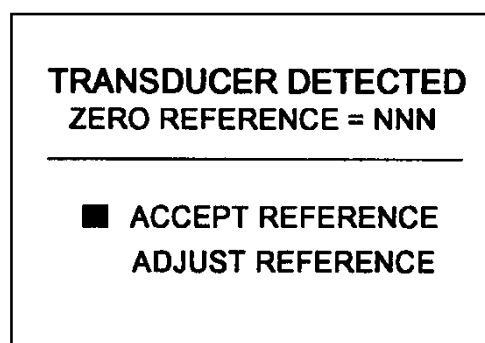 TRANSDUCER DETECTED
ZERO REFERENCE = NNN
ACCEPT REFERENCE
ADJUST REFERENCE